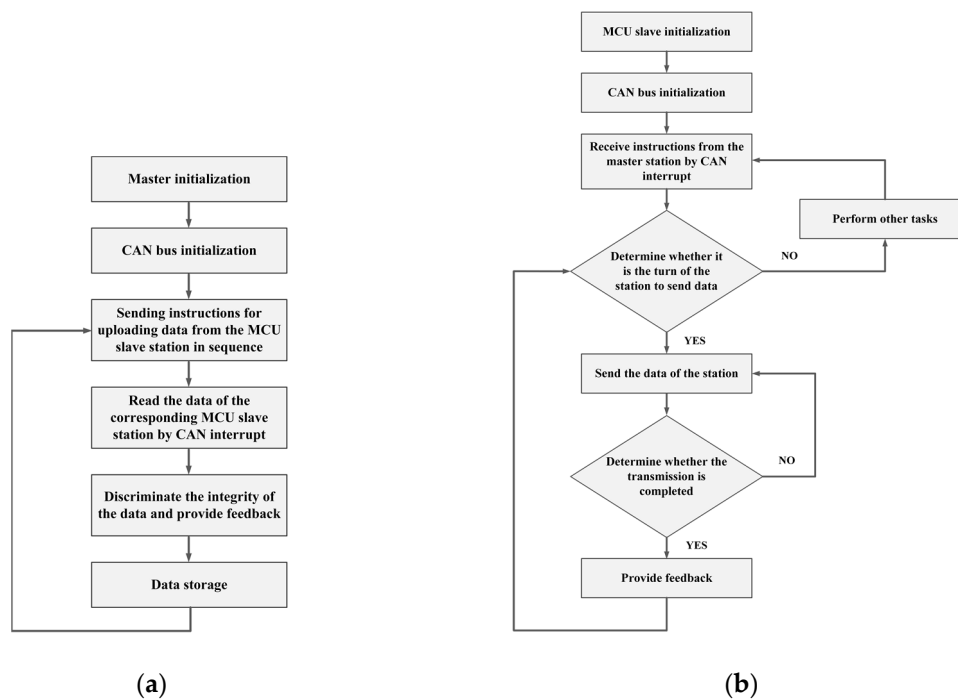 Master initialization
CAN bus initialization
Sending instructions for
uploading data from the MCU
slave station in sequence
Read the data of the
corresponding MCU slave
station by CAN interrupt
Discriminate the integrity of
the data and provide feedback
Data storage
(a)
MCU slave initialization
CAN bus initialization
Receive instructions from the
master station by CAN
interrupt
Perform other tasks
Determine whether it
is the turn of the
station to send data
NO
YES
Send the data of the station
Determine whether the
transmission is
completed
NO
YES
Provide feedback
(b)